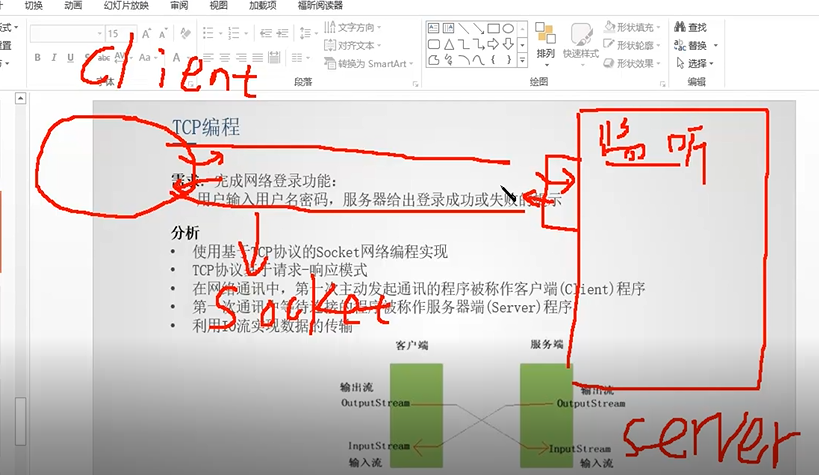 切换 动画 幻灯片放映 审阅 视图 加载项 福昕阅读器
15
文字方向
对齐文本
转换为 SmartArt
段落
排列
快速样式
形状填充
形状轮廓
形状效果
绘图
查找
替换
选择
编辑
client
TCP编程
监听
需求：完成网络登录功能：
用户输入用户名密码，服务器给出登录成功或失败的提示
分析
使用基于TCP协议的Socket网络编程实现
TCP协议基于请求-响应模式
在网络通讯中，第一次主动发起通讯的程序被称作客户端(Client)程序
第一次通讯中等待连接的程序被称作服务器端(Server)程序
利用IO流实现数据的传输
Socket
客户端 服务端
输出流 输出流
OutputStream OutputStream
InputStream InputStream
输入流 输入流
server